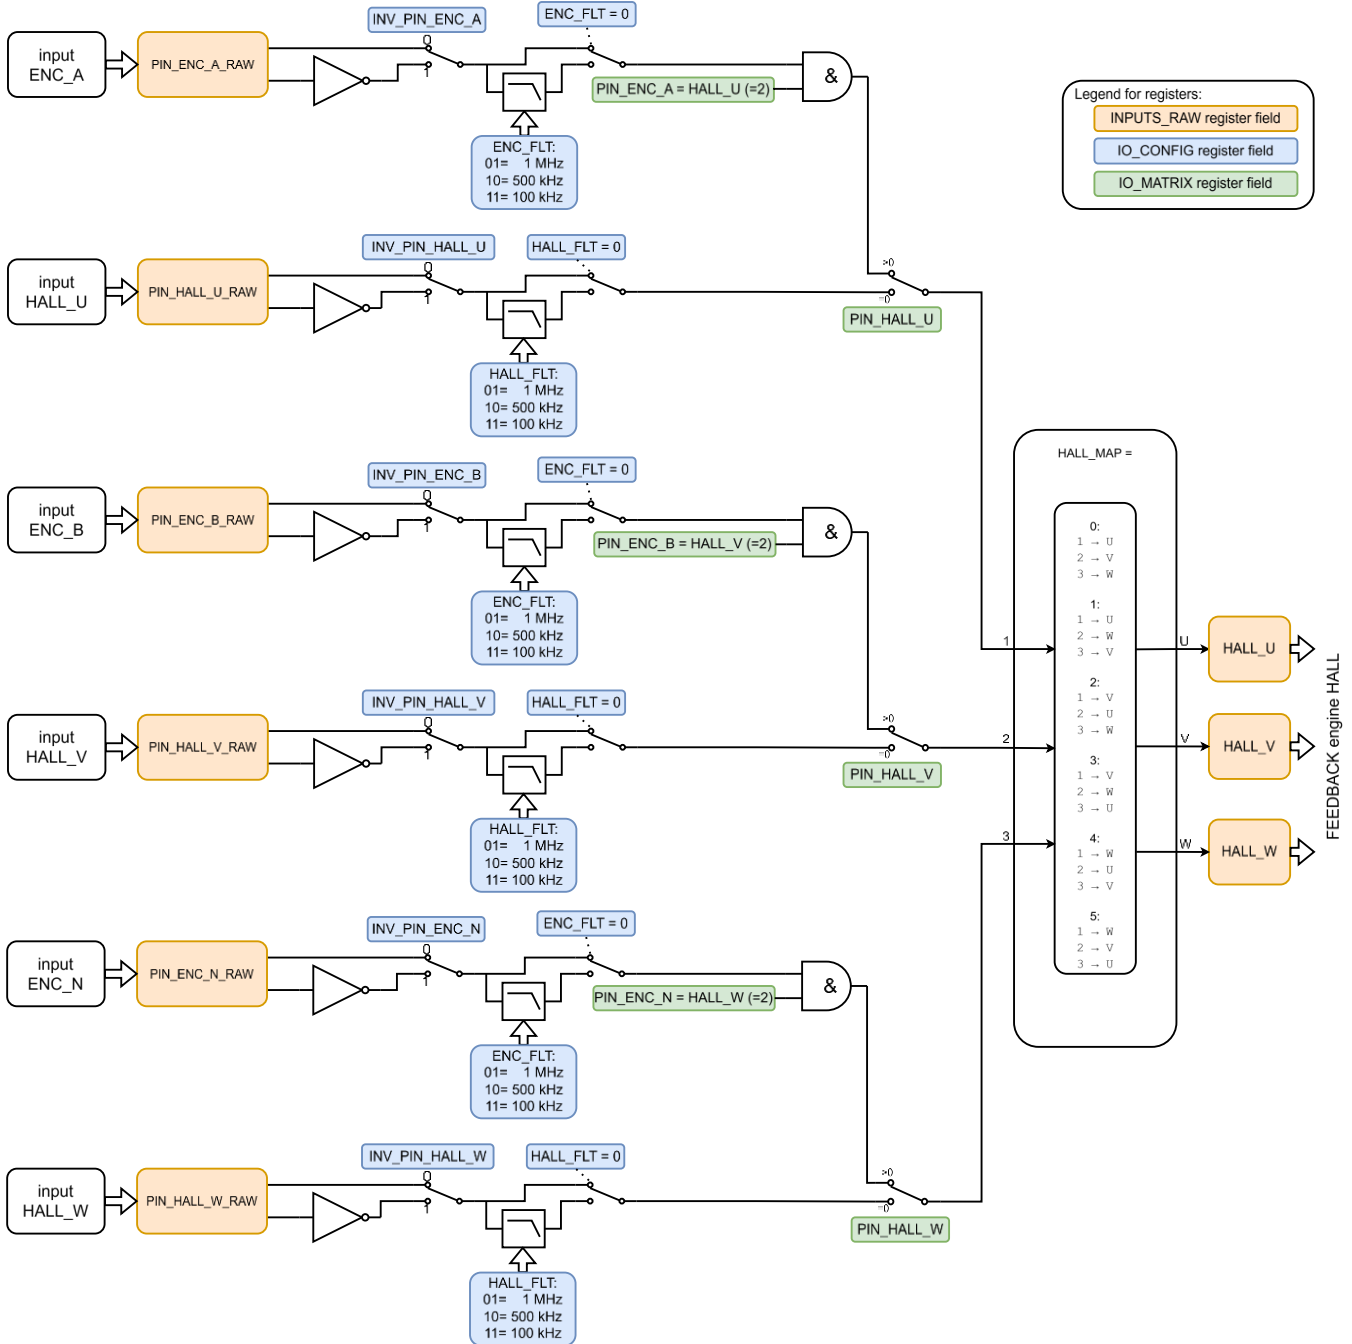 INV_PIN_ENC_A
ENC_FLT = 0
input
ENC_A
PIN_ENC_A_RAW
0
1
PIN_ENC_A = HALL_U (=2)
&
ENC_FLT:
01= 1 MHz
10= 500 kHz
11= 100 kHz
Legend for registers:
INPUTS_RAW register field
IO_CONFIG register field
IO_MATRIX register field
INV_PIN_HALL_U
HALL_FLT = 0
input
HALL_U
PIN_HALL_U_RAW
0
1
>0
=0
PIN_HALL_U
HALL_FLT:
01= 1 MHz
10= 500 kHz
11= 100 kHz
INV_PIN_ENC_B
ENC_FLT = 0
input
ENC_B
PIN_ENC_B_RAW
0
1
PIN_ENC_B = HALL_V (=2)
&
ENC_FLT:
01= 1 MHz
10= 500 kHz
11= 100 kHz
INV_PIN_HALL_V
HALL_FLT = 0
input
HALL_V
PIN_HALL_V_RAW
0
1
>0
=0
PIN_HALL_V
HALL_FLT:
01= 1 MHz
10= 500 kHz
11= 100 kHz
INV_PIN_ENC_N
ENC_FLT = 0
input
ENC_N
PIN_ENC_N_RAW
0
1
PIN_ENC_N = HALL_W (=2)
&
ENC_FLT:
01= 1 MHz
10= 500 kHz
11= 100 kHz
INV_PIN_HALL_W
HALL_FLT = 0
input
HALL_W
PIN_HALL_W_RAW
0
1
>0
=0
PIN_HALL_W
HALL_FLT:
01= 1 MHz
10= 500 kHz
11= 100 kHz
HALL_MAP =
1
2
3
0:
1 → U
2 → V
3 → W
1:
1 → U
2 → W
3 → V
2:
1 → V
2 → U
3 → W
3:
1 → V
2 → W
3 → U
4:
1 → W
2 → U
3 → V
5:
1 → W
2 → V
3 → U
U
V
W
HALL_U
HALL_V
HALL_W
FEEDBACK engine HALL